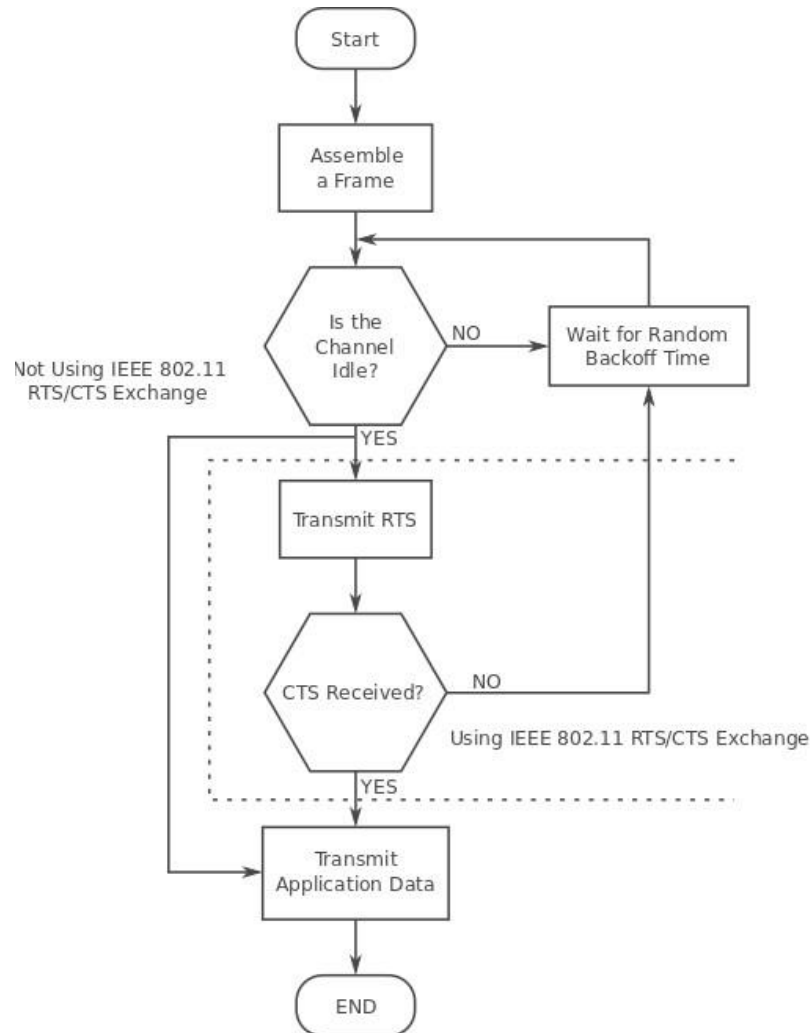 Start
Assemble
a Frame
Is the
Channel
Idle?
NO
Wait for Random
Backoff Time
Not Using IEEE 802.11
RTS/CTS Exchange
YES
Transmit RTS
CTS Received?
NO
Using IEEE 802.11 RTS/CTS Exchange
YES
Transmit
Application Data
END